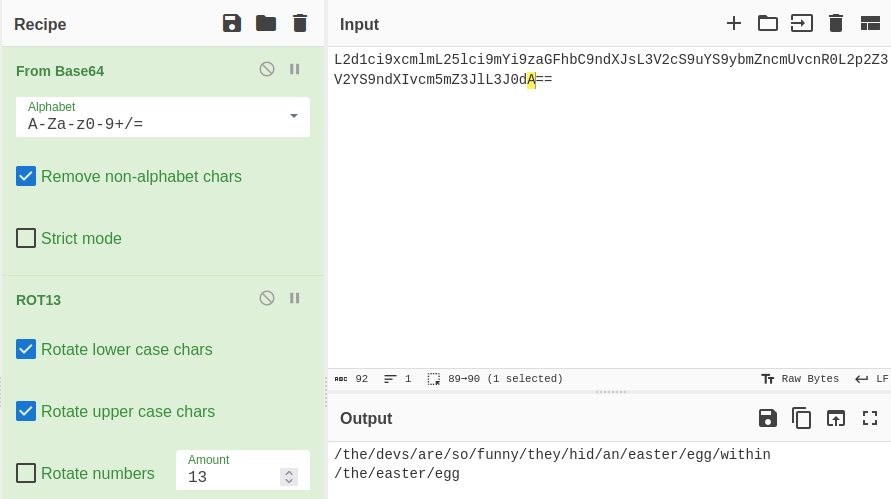 Recipe
Input
From Base64
Alphabet
A-Za-z0-9+/=
Remove non-alphabet chars
Strict mode
ROT13
Rotate lower case chars
Rotate upper case chars
Rotate numbers
Amount
13
L2d1ci9xcmlmL25lci9mYi9zaGFhbC9ndXJsL3V2cS9uYS9ybmZncmUvcnR0L2p2Z3
V2YS9ndXIvcm5mZ3JlL3J0dA==
ABC 92 1 89→90 (1 selected) Tт Raw Bytes LF
Output
/the/devs/are/so/funny/they/hid/an/easter/egg/within
/the/easter/egg